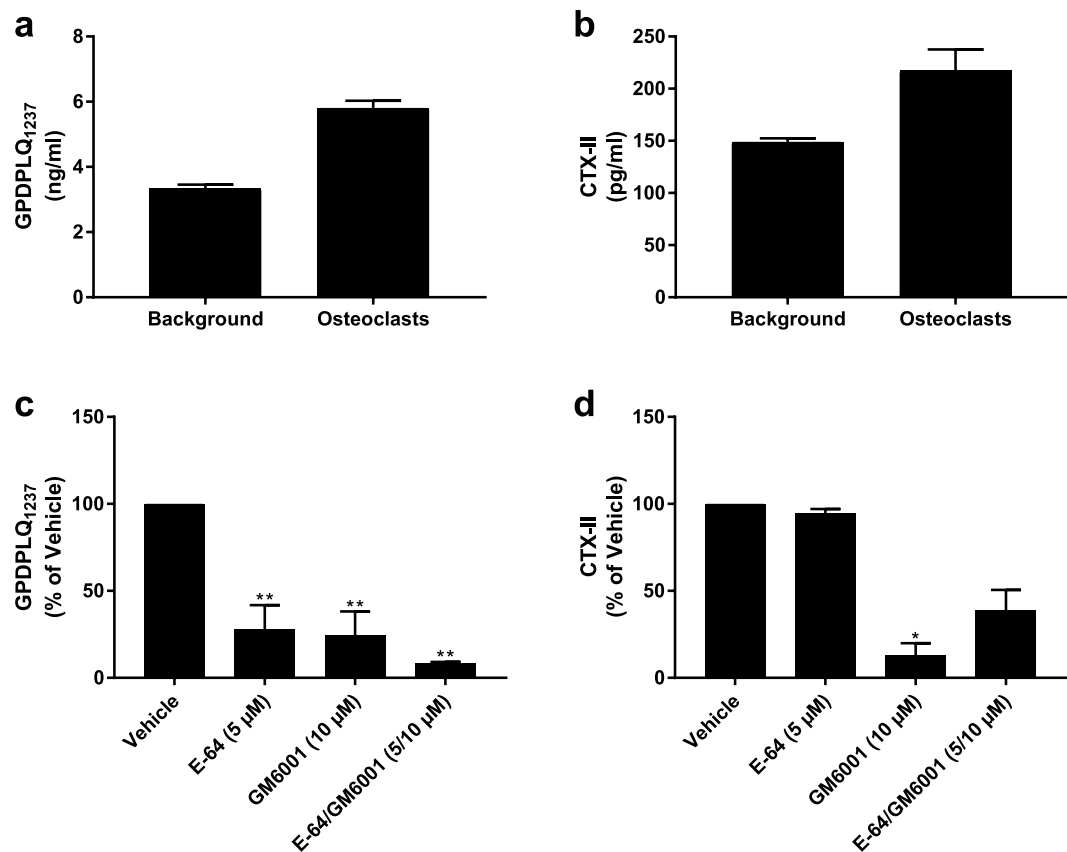 a
GPDPLQ1237
(ng/ml)
8
6
4
2
0
Background
Osteoclasts
b
CTX-II
(pg/ml)
250
200
150
100
50
0
Background
Osteoclasts
c
GPDPLQ1237
(% of Vehicle)
150
100
50
0
**
**
**
Vehicle
E-64 (5 µM)
GM6001 (10 µM)
E-64/GM6001 (5/10 µM)
d
CTX-II
(% of Vehicle)
150
100
50
0
*
Vehicle
E-64 (5 µM)
GM6001 (10 µM)
E-64/GM6001 (5/10 µM)